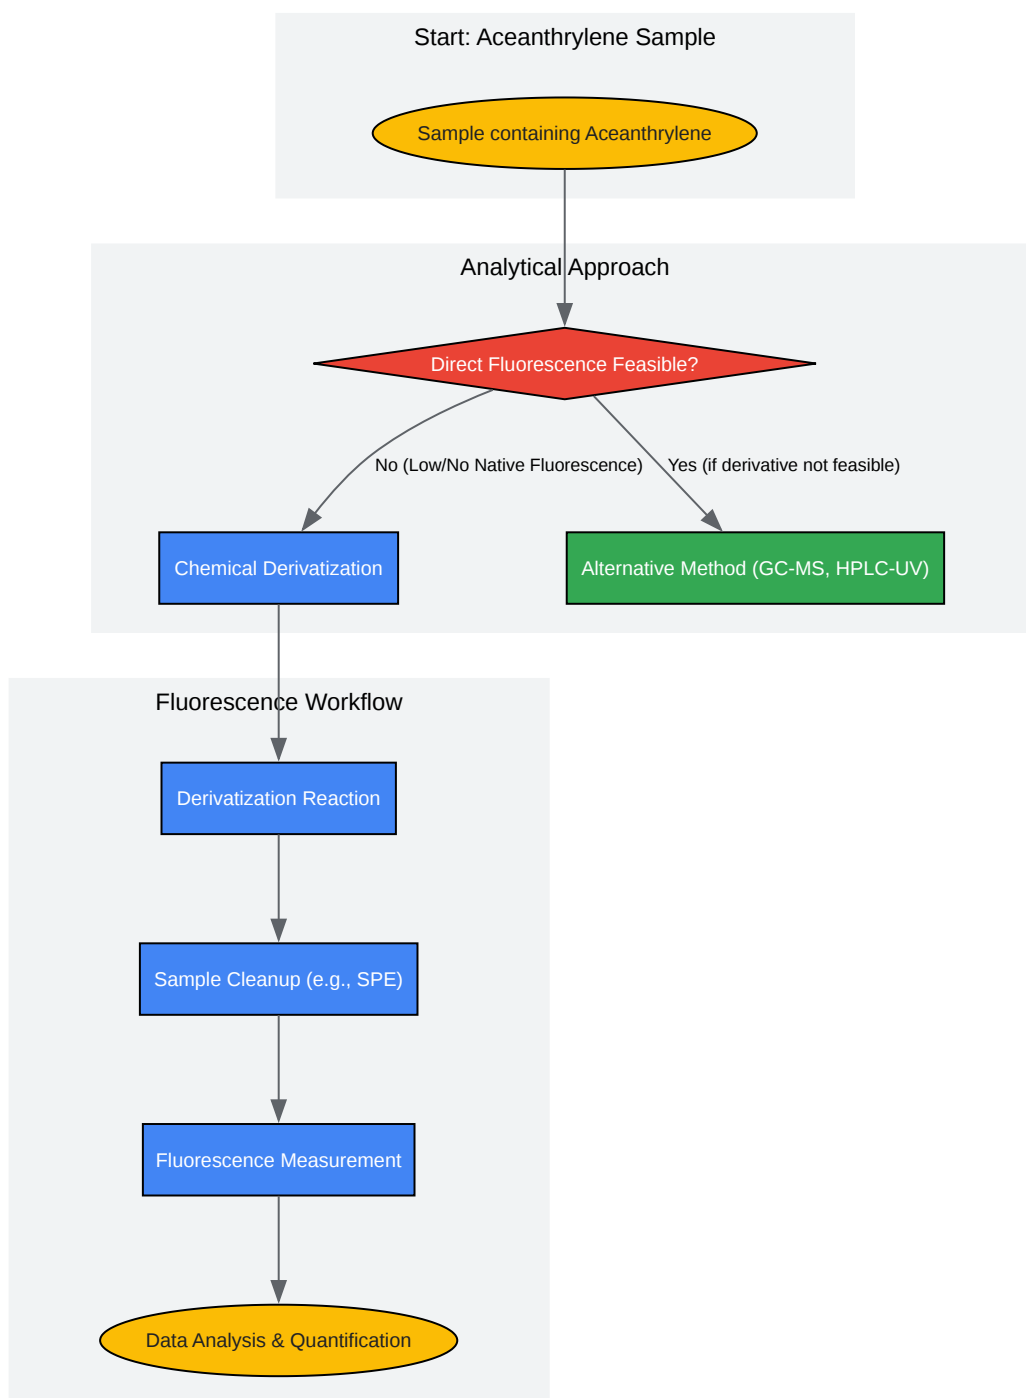 Start: Aceanthrylene Sample
Sample containing Aceanthrylene
Analytical Approach
Direct Fluorescence Feasible?
No (Low/No Native Fluorescence)
Yes (if derivative not feasible)
Chemical Derivatization
Alternative Method (GC-MS, HPLC-UV)
Fluorescence Workflow
Derivatization Reaction
Sample Cleanup (e.g., SPE)
Fluorescence Measurement
Data Analysis & Quantification